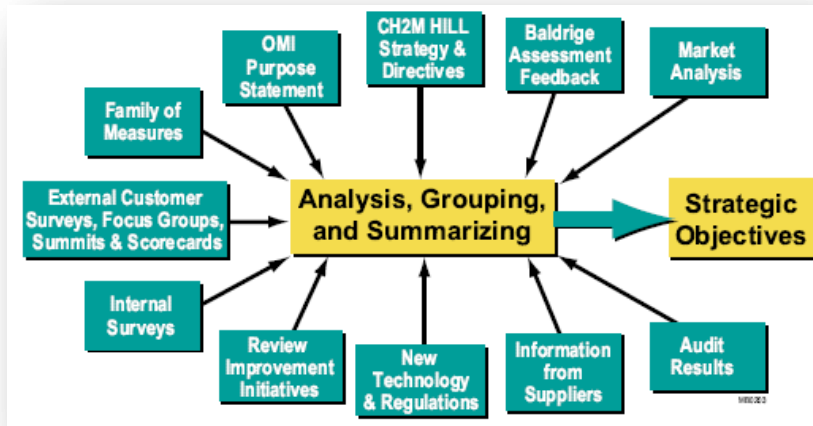 OMI
Purpose
Statement
CH2M HILL
Strategy &
Directives
Baldrige
Assessment
Feedback
Market
Analysis
Family of
Measures
External Customer
Surveys, Focus Groups,
Summits & Scorecards
Analysis, Grouping,
and Summarizing
Strategic
Objectives
Internal
Surveys
Review
Improvement
Initiatives
New
Technology
& Regulations
Information
from
Suppliers
Audit
Results